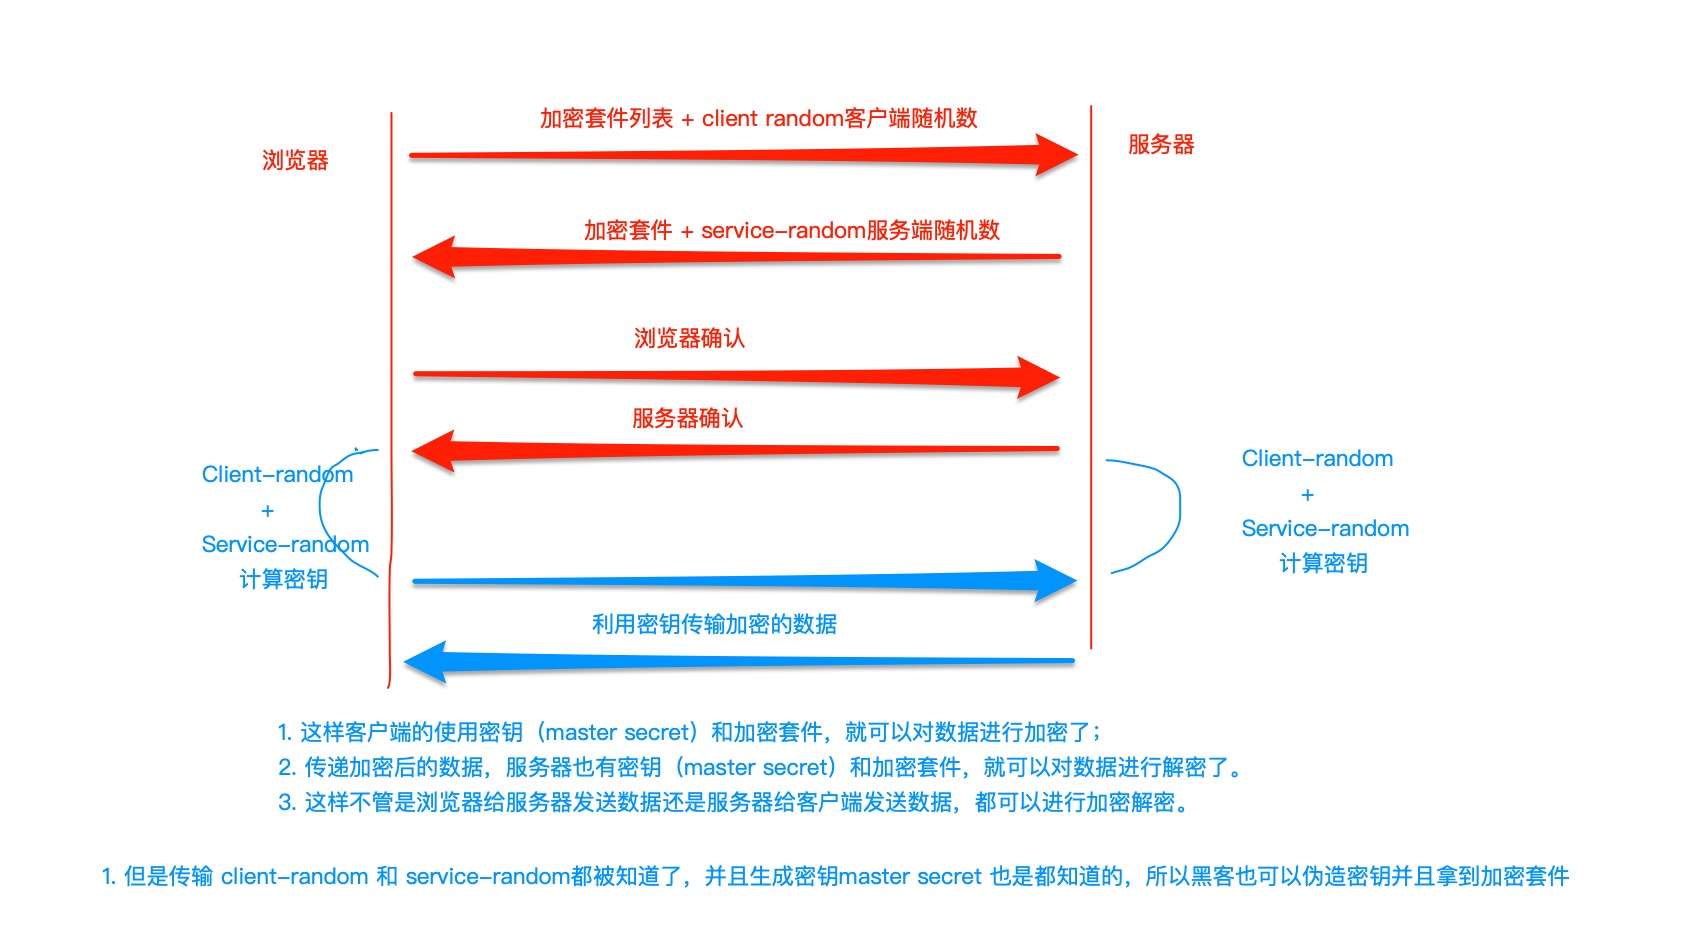 加密套件列表 + client random客户端随机数
浏览器
服务器
加密套件 + service-random服务端随机数
浏览器确认
服务器确认
Client-random
+
Service-random
计算密钥
Client-random
+
Service-random
计算密钥
利用密钥传输加密的数据
1. 这样客户端的使用密钥（master secret）和加密套件，就可以对数据进行加密了；
2. 传递加密后的数据，服务器也有密钥（master secret）和加密套件，就可以对数据进行解密了。
3. 这样不管是浏览器给服务器发送数据还是服务器给客户端发送数据，都可以进行加密解密。
1. 但是传输 client-random 和 service-random都被知道了，并且生成密钥master secret 也是都知道的，所以黑客也可以伪造密钥并且拿到加密套件